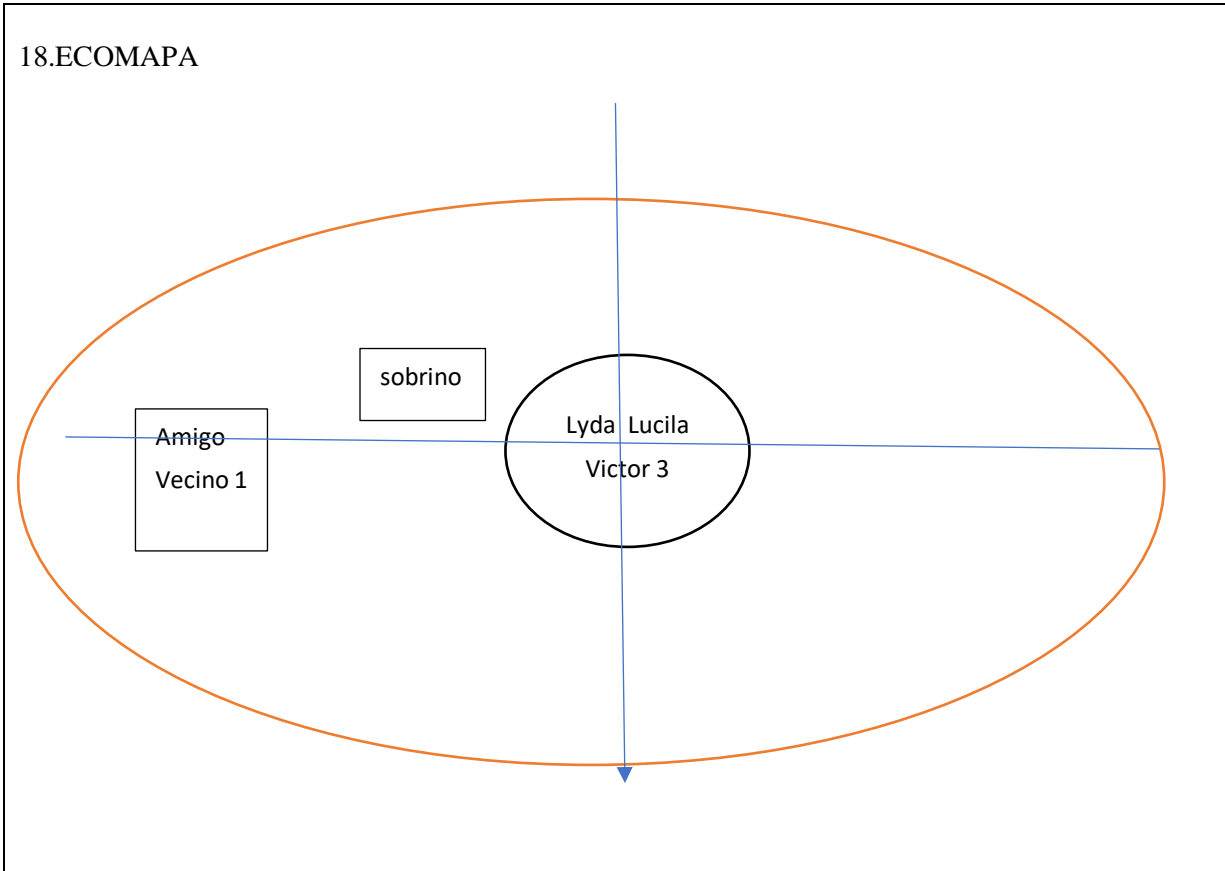 18.ECOMAPA
sobrino
Amigo
Vecino 1
Lyda Lucila
Victor 3